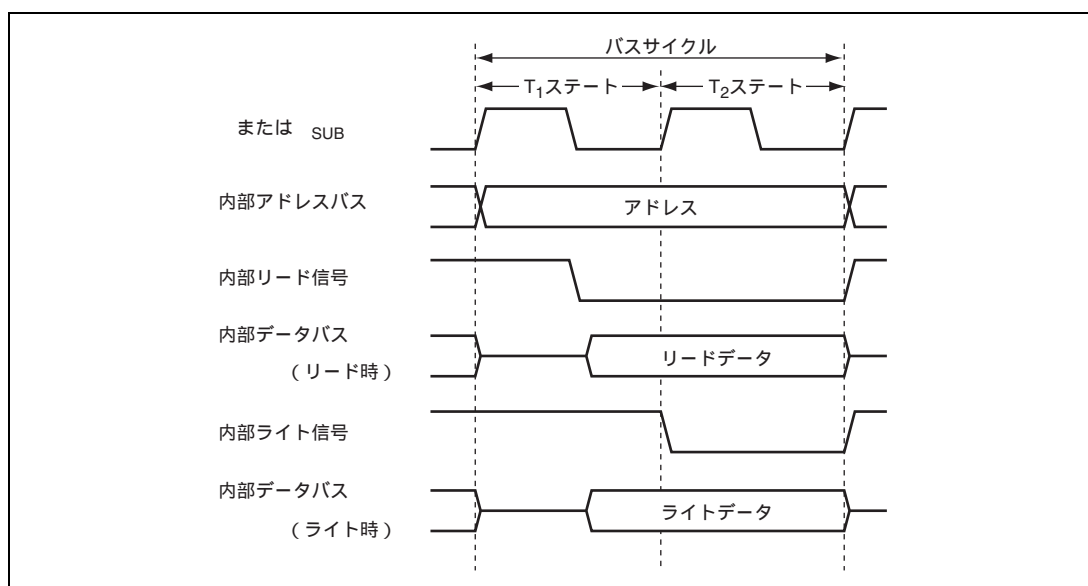 バスサイクル
T1ステート
T2ステート
または SUB
内部アドレスバス
アドレス
内部リード信号
内部データバス
(リード時)
リードデータ
内部ライト信号
内部データバス
(ライト時)
ライトデータ